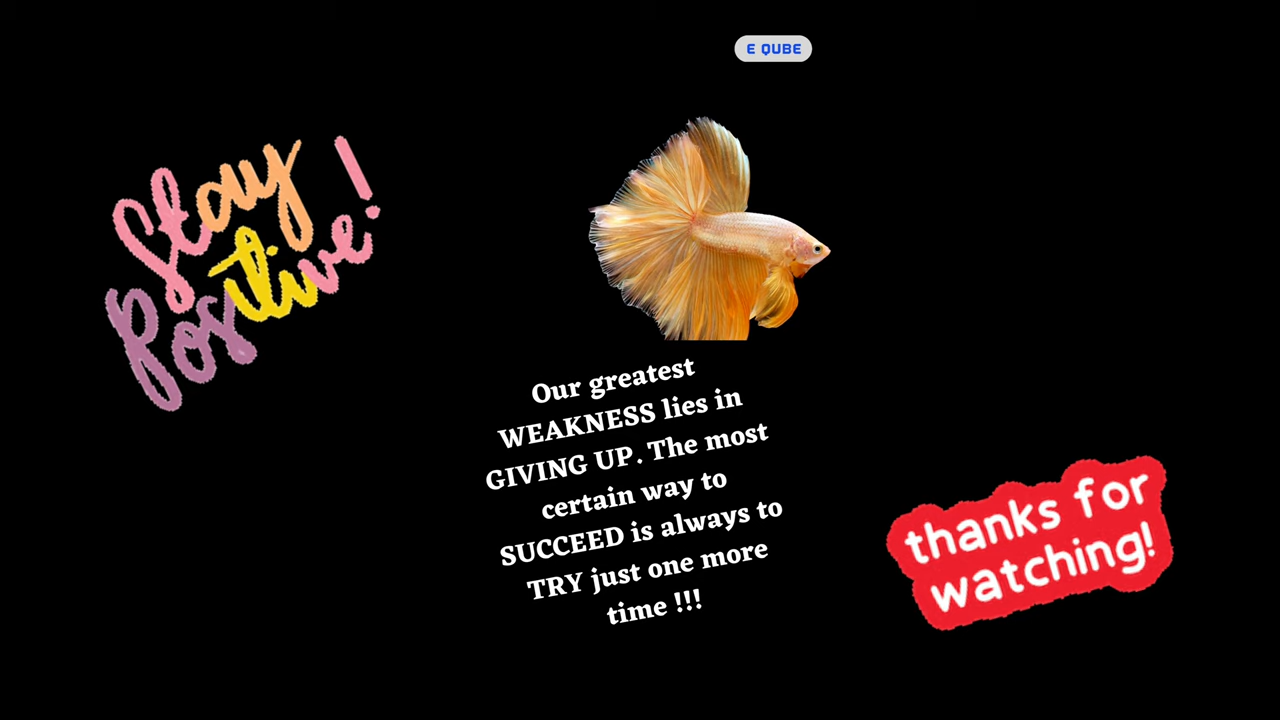 E QUBE
Stay
Positive!
Our greatest
WEAKNESS lies in
GIVING UP. The most
certain way to
SUCCEED is always to
TRY just one more
time !!!
thanks for
watching!